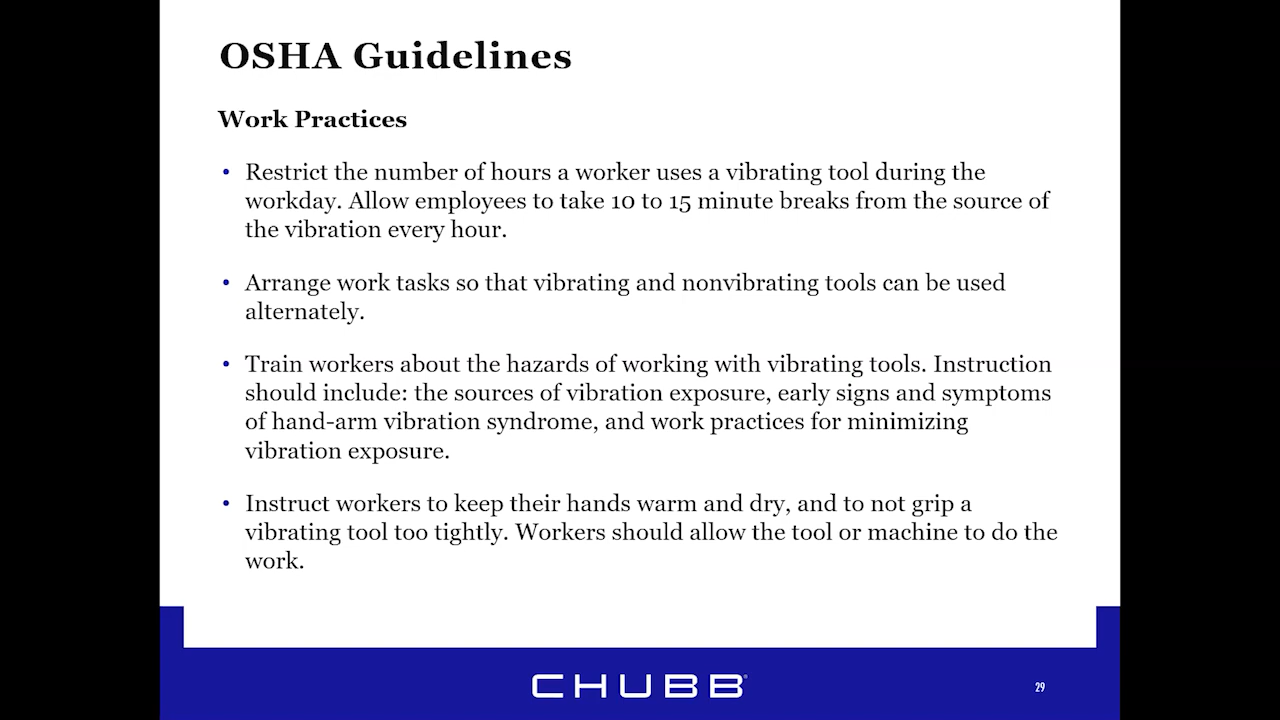 OSHA Guidelines
Work Practices
• Restrict the number of hours a worker uses a vibrating tool during the
workday. Allow employees to take 10 to 15 minute breaks from the source of
the vibration every hour.
• Arrange work tasks so that vibrating and nonvibrating tools can be used
alternately.
• Train workers about the hazards of working with vibrating tools. Instruction
should include: the sources of vibration exposure, early signs and symptoms
of hand-arm vibration syndrome, and work practices for minimizing
vibration exposure.
• Instruct workers to keep their hands warm and dry, and to not grip a
vibrating tool too tightly. Workers should allow the tool or machine to do the
work.
CHUBB®
29